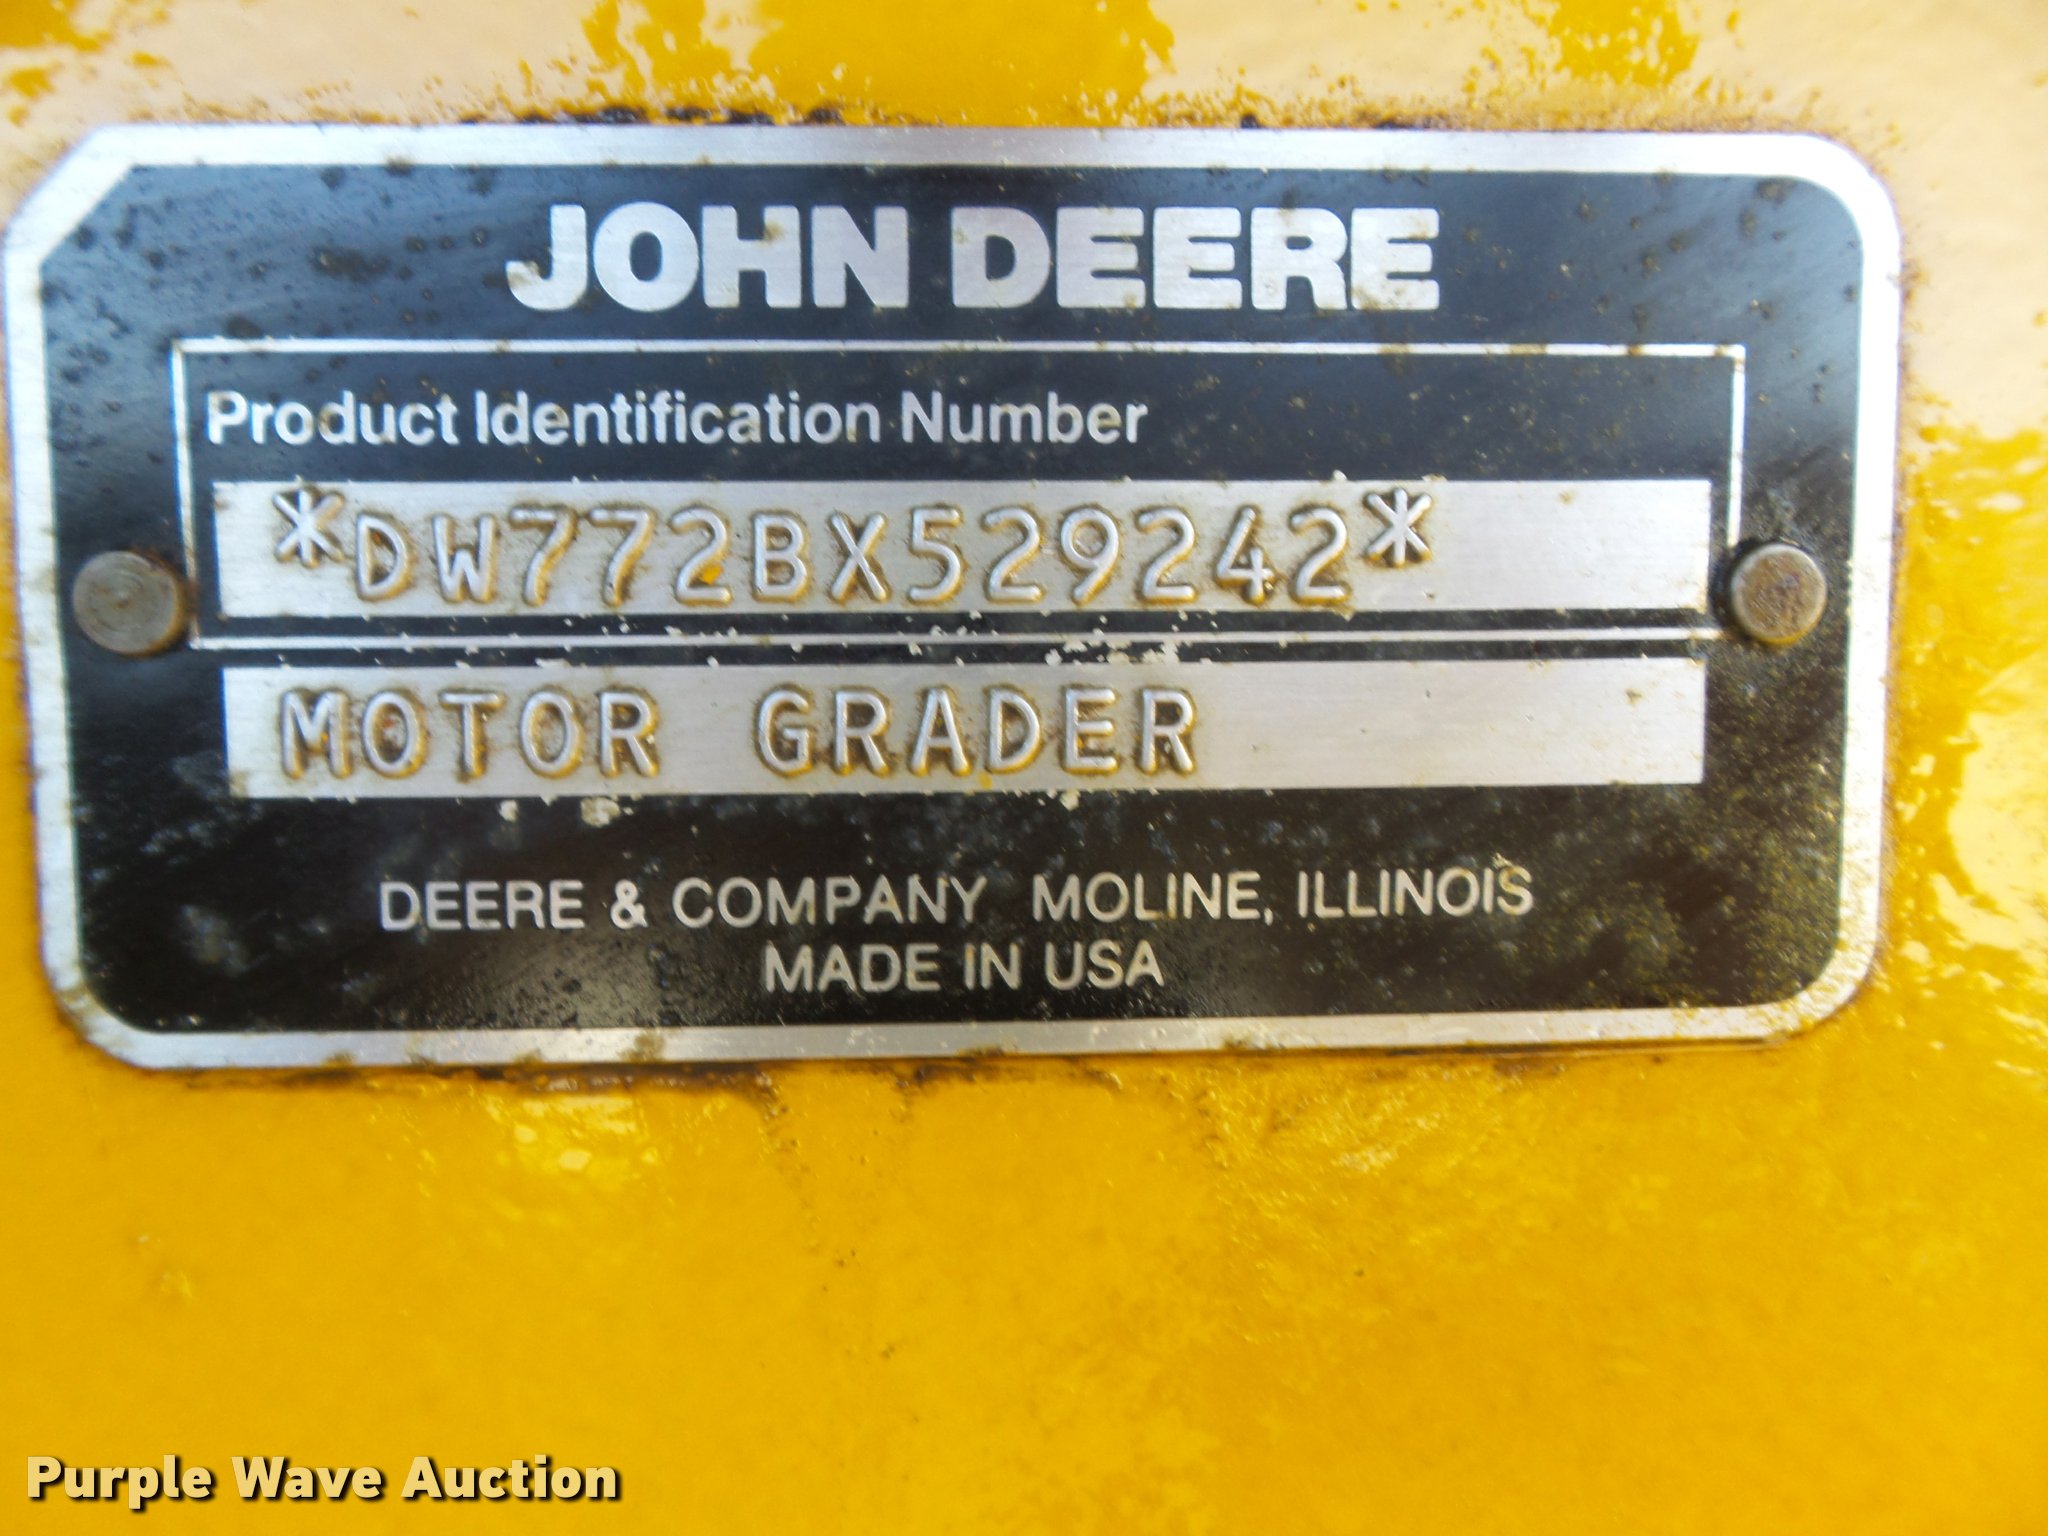 JOHN DEERE
Product Identification Number
*DW772BX529242*
MOTOR GRADER
DEERE & COMPANY MOLINE, ILLINOIS
MADE IN USA
Purple Wave Auction